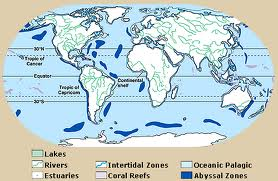 30°N
Tropic of
Cancer
Equator
Tropic of
Capricorn
Continental
shelf
30°S
Lakes
Rivers
Intertidal Zones
Oceanic Palagic
Estuaries
Coral Reefs
Abyssal Zones